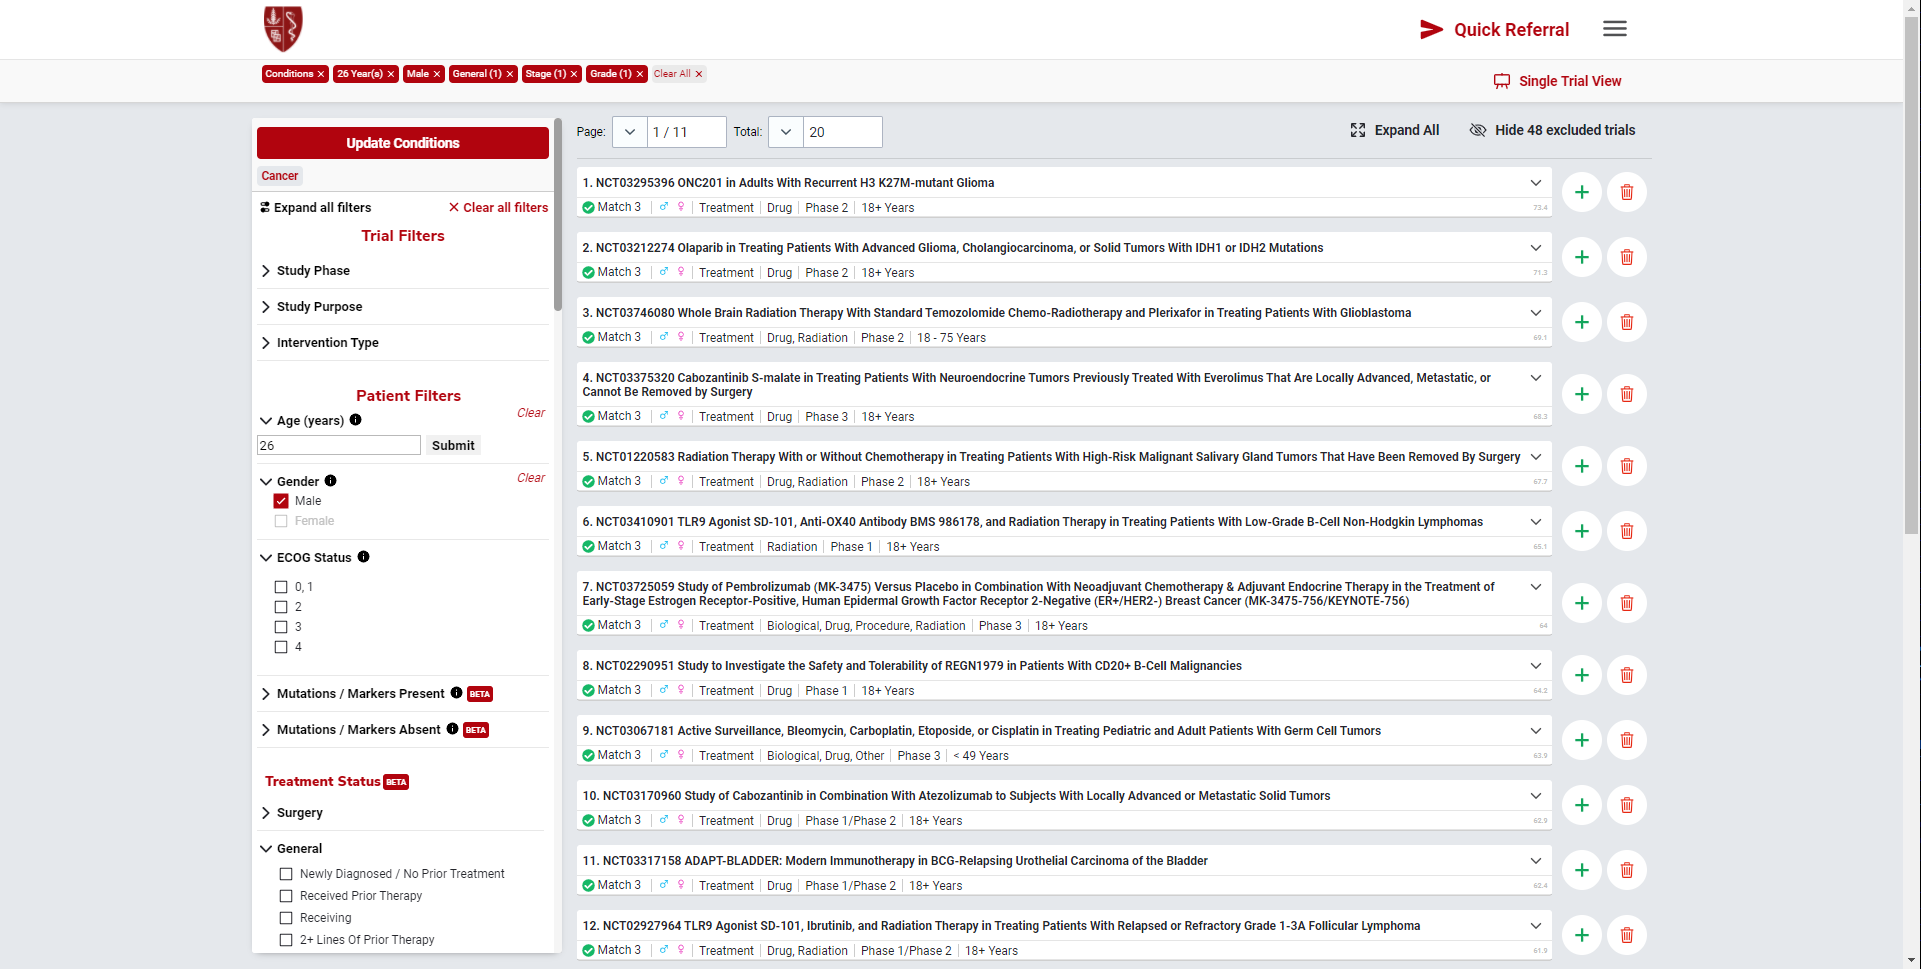 Quick Referral
Conditions × 26 Year(s) × Male × General (1) × Stage (1) × Grade (1) × Clear All ×
Single Trial View
Update Conditions
Cancer
Expand all filters × Clear all filters
Trial Filters
Study Phase
Study Purpose
Intervention Type
Patient Filters
Clear
Age (years)
26 Submit
Clear
Gender
Male
Female
ECOG Status
0, 1
2
3
4
Mutations / Markers Present BETA
Mutations / Markers Absent BETA
Treatment Status BETA
Surgery
General
Newly Diagnosed / No Prior Treatment
Received Prior Therapy
Receiving
2+ Lines Of Prior Therapy
Page: 1 / 11 Total: 20
Expand All Hide 48 excluded trials
1. NCT03295396 ONC201 in Adults With Recurrent H3 K27M-mutant Glioma
Match 3 | ♂ ♀ | Treatment | Drug | Phase 2 | 18+ Years 73.4
2. NCT03212274 Olaparib in Treating Patients With Advanced Glioma, Cholangiocarcinoma, or Solid Tumors With IDH1 or IDH2 Mutations
Match 3 | ♂ ♀ | Treatment | Drug | Phase 2 | 18+ Years 71.3
3. NCT03746080 Whole Brain Radiation Therapy With Standard Temozolomide Chemo-Radiotherapy and Plerixafor in Treating Patients With Glioblastoma
Match 3 | ♂ ♀ | Treatment | Drug, Radiation | Phase 2 | 18 - 75 Years 69.1
4. NCT03375320 Cabozantinib S-malate in Treating Patients With Neuroendocrine Tumors Previously Treated With Everolimus That Are Locally Advanced, Metastatic, or
Cannot Be Removed by Surgery
Match 3 | ♂ ♀ | Treatment | Drug | Phase 3 | 18+ Years 68.3
5. NCT01220583 Radiation Therapy With or Without Chemotherapy in Treating Patients With High-Risk Malignant Salivary Gland Tumors That Have Been Removed By Surgery
Match 3 | ♂ ♀ | Treatment | Drug, Radiation | Phase 2 | 18+ Years 67.7
6. NCT03410901 TLR9 Agonist SD-101, Anti-OX40 Antibody BMS 986178, and Radiation Therapy in Treating Patients With Low-Grade B-Cell Non-Hodgkin Lymphomas
Match 3 | ♂ ♀ | Treatment | Radiation | Phase 1 | 18+ Years 65.1
7. NCT03725059 Study of Pembrolizumab (MK-3475) Versus Placebo in Combination With Neoadjuvant Chemotherapy & Adjuvant Endocrine Therapy in the Treatment of
Early-Stage Estrogen Receptor-Positive, Human Epidermal Growth Factor Receptor 2-Negative (ER+/HER2-) Breast Cancer (MK-3475-756/KEYNOTE-756)
Match 3 | ♂ ♀ | Treatment | Biological, Drug, Procedure, Radiation | Phase 3 | 18+ Years 64
8. NCT02290951 Study to Investigate the Safety and Tolerability of REGN1979 in Patients With CD20+ B-Cell Malignancies
Match 3 | ♂ ♀ | Treatment | Drug | Phase 1 | 18+ Years 64.2
9. NCT03067181 Active Surveillance, Bleomycin, Carboplatin, Etoposide, or Cisplatin in Treating Pediatric and Adult Patients With Germ Cell Tumors
Match 3 | ♂ ♀ | Treatment | Biological, Drug, Other | Phase 3 | < 49 Years 63.9
10. NCT03170960 Study of Cabozantinib in Combination With Atezolizumab to Subjects With Locally Advanced or Metastatic Solid Tumors
Match 3 | ♂ ♀ | Treatment | Drug | Phase 1/Phase 2 | 18+ Years 62.9
11. NCT03317158 ADAPT-BLADDER: Modern Immunotherapy in BCG-Relapsing Urothelial Carcinoma of the Bladder
Match 3 | ♂ ♀ | Treatment | Drug | Phase 1/Phase 2 | 18+ Years 62.4
12. NCT02927964 TLR9 Agonist SD-101, Ibrutinib, and Radiation Therapy in Treating Patients With Relapsed or Refractory Grade 1-3A Follicular Lymphoma
Match 3 | ♂ ♀ | Treatment | Drug, Radiation | Phase 1/Phase 2 | 18+ Years 61.9